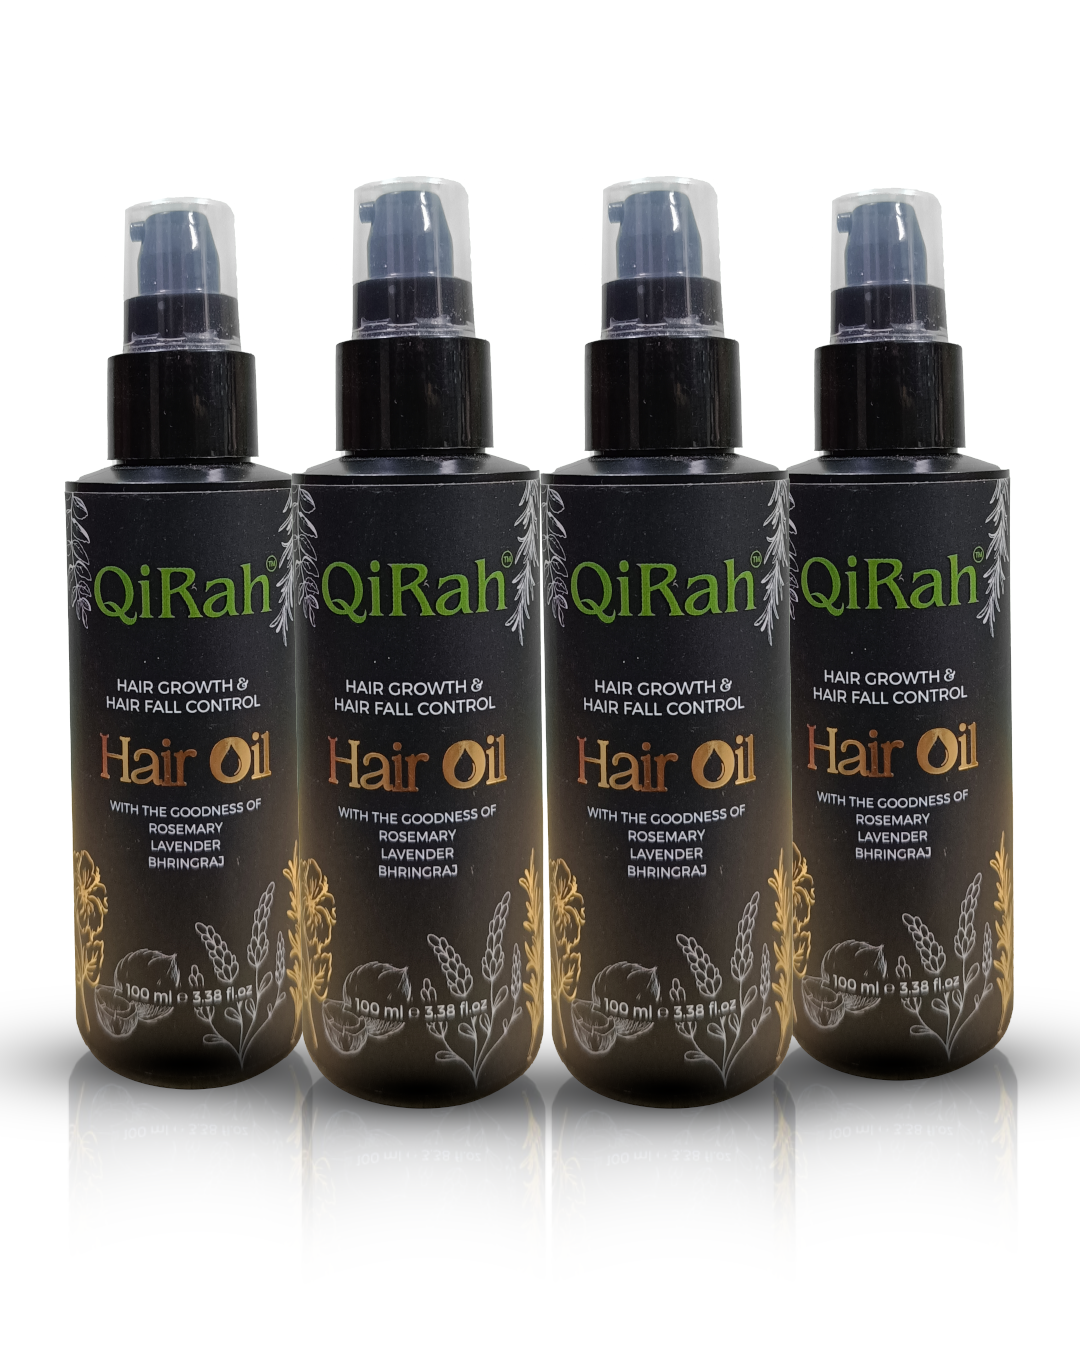 QiRah™
HAIR GROWTH &
HAIR FALL CONTROL
Hair Oil
WITH THE GOODNESS OF
ROSEMARY
LAVENDER
BHRINGRAJ
100 ml ℮ 3.38 fl.oz
QiRah™
HAIR GROWTH &
HAIR FALL CONTROL
Hair Oil
WITH THE GOODNESS OF
ROSEMARY
LAVENDER
BHRINGRAJ
100 ml ℮ 3.38 fl.oz
QiRah™
HAIR GROWTH &
HAIR FALL CONTROL
Hair Oil
WITH THE GOODNESS OF
ROSEMARY
LAVENDER
BHRINGRAJ
100 ml ℮ 3.38 fl.oz
QiRah™
HAIR GROWTH &
HAIR FALL CONTROL
Hair Oil
WITH THE GOODNESS OF
ROSEMARY
LAVENDER
BHRINGRAJ
100 ml ℮ 3.38 fl.oz